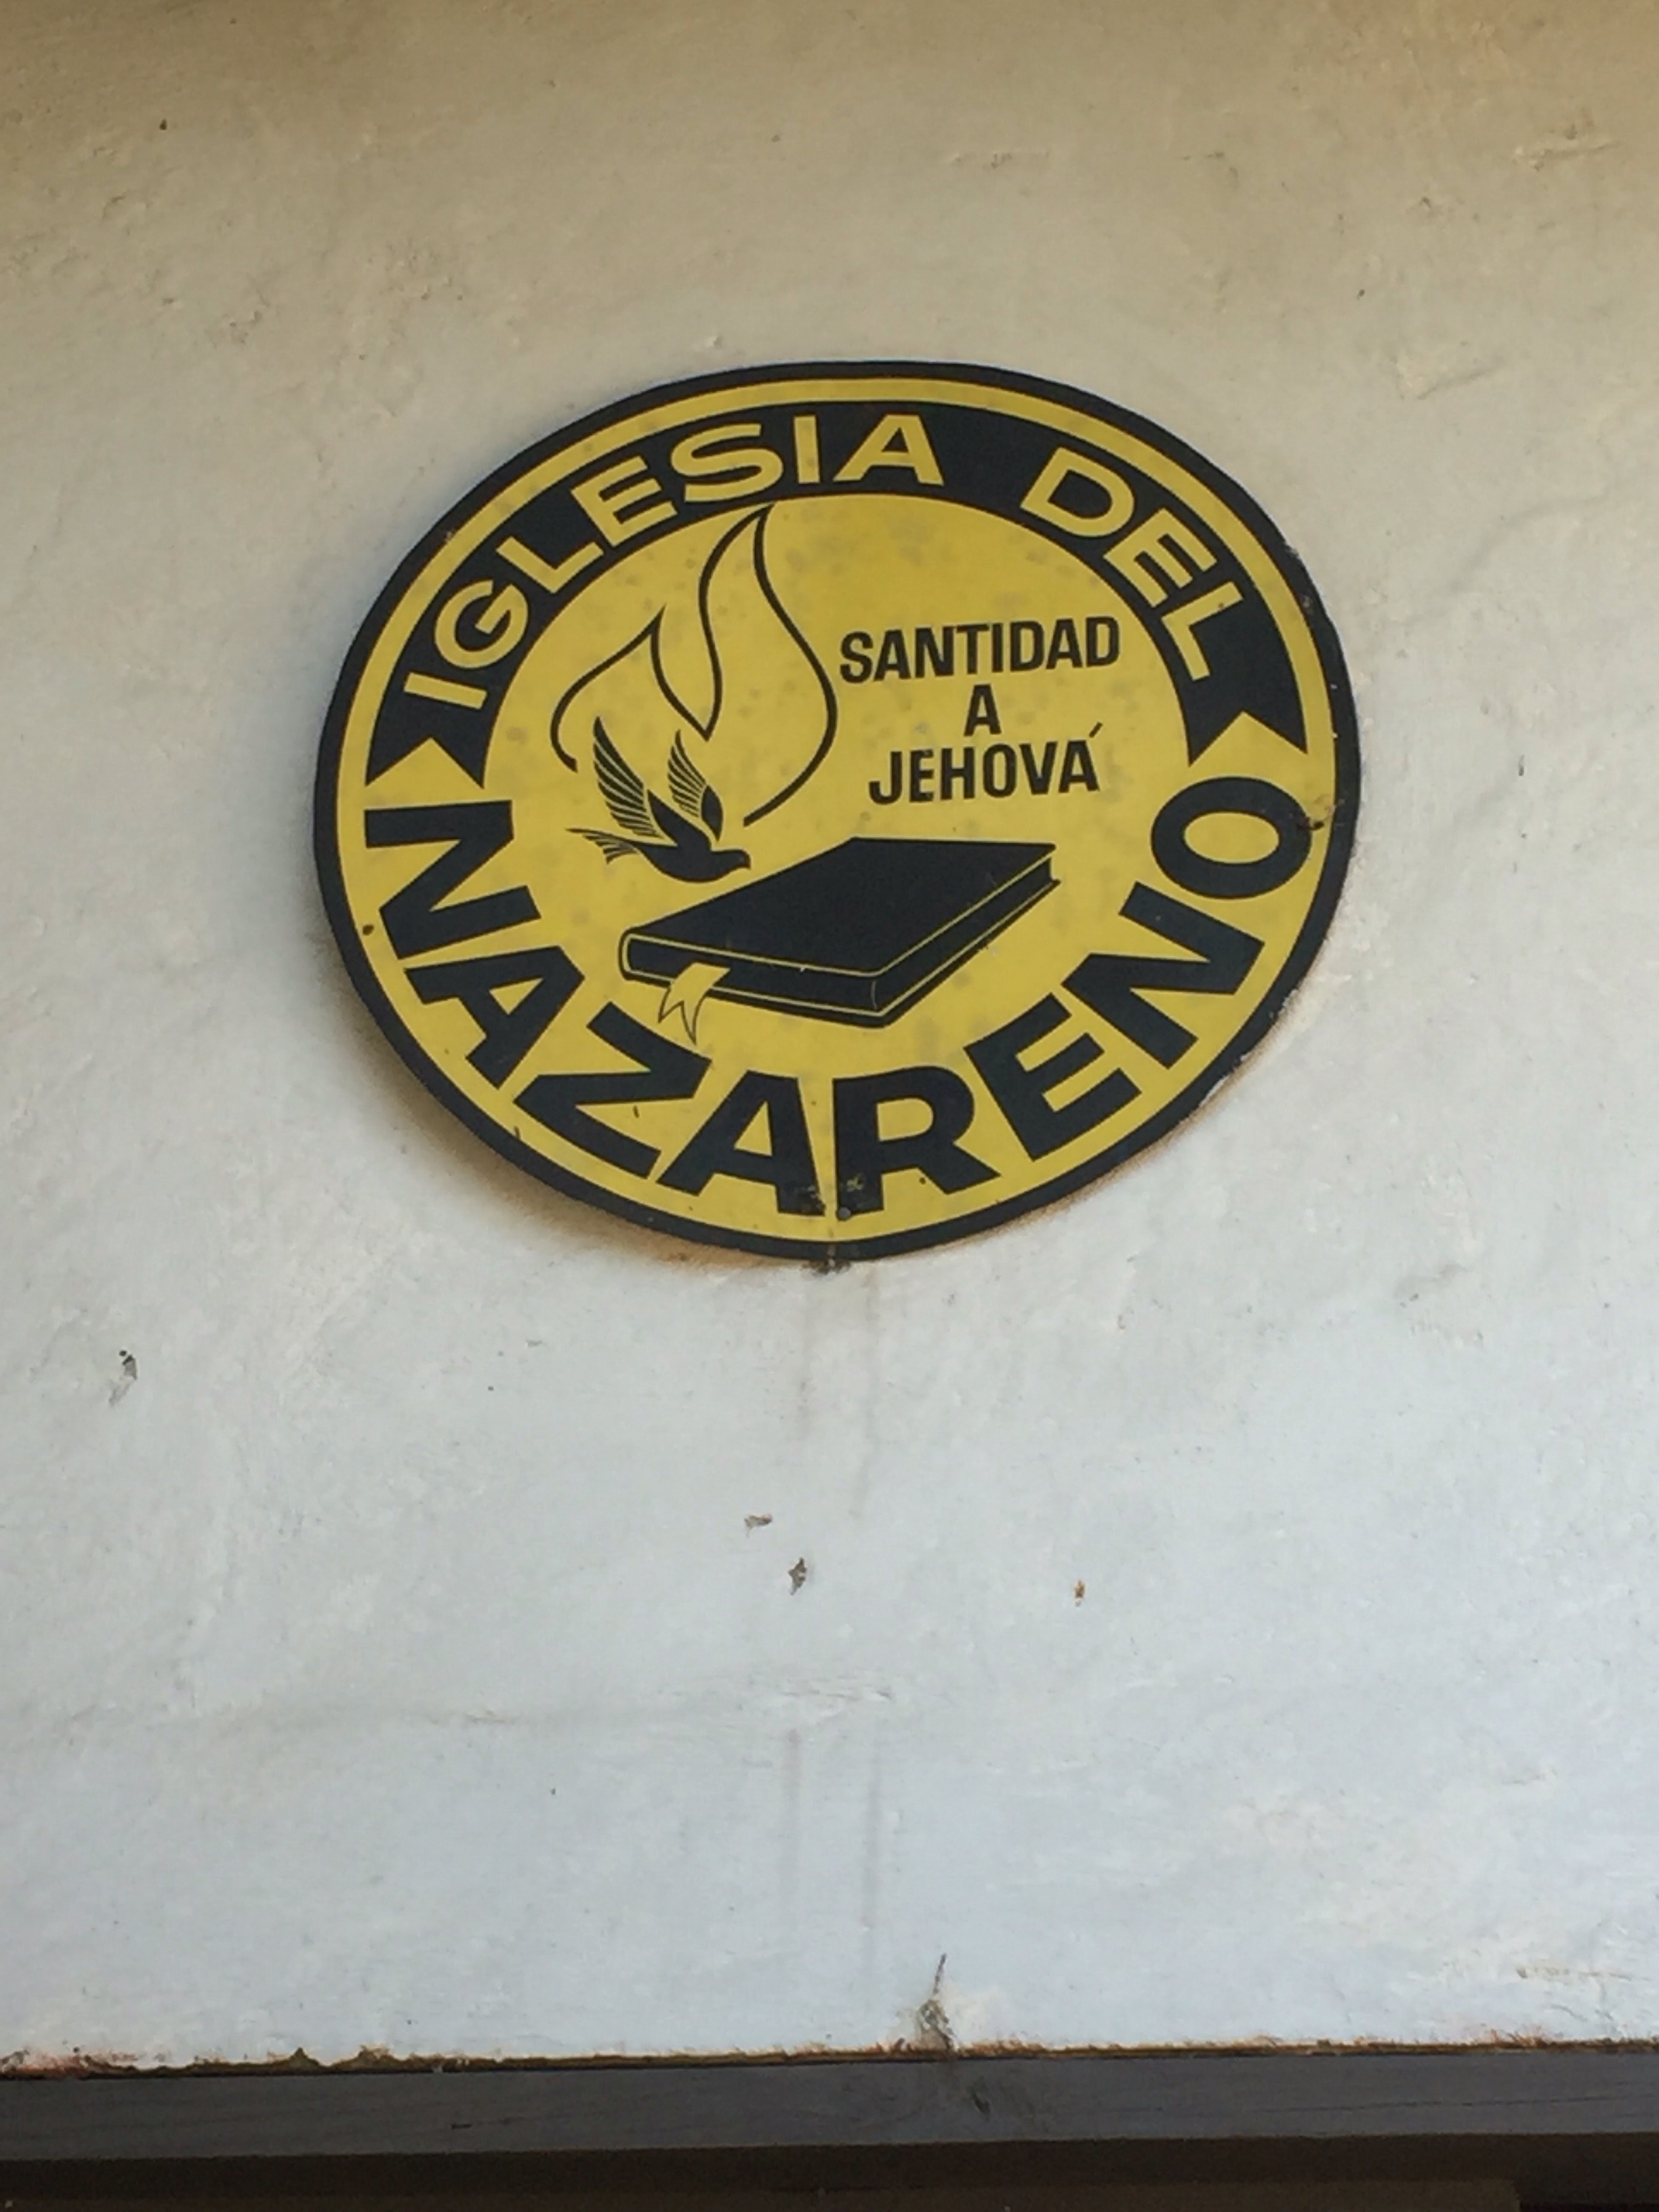 IGLESIA DEL
SANTIDAD
A
JEHOVÁ
NAZARENO